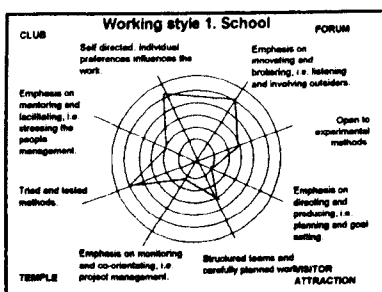 Working style 1. School
CLUB
FORUM
Self directed. Individual
preferences influences the
work.
Emphasis on
innovating and
brokering, i.e. listening
and involving outsiders.
Emphasis on
mentoring and
facilitating, i.e.
stressing the
people
management.
Open to
experimental
methods
Tried and tested
methods.
Emphasis on
directing and
producing, i.e.
planning and goal
setting.
Emphasis on monitoring
and co-orientating, i.e.
project management.
Structured teams and
carefully planned work
TEMPLE
VISITOR
ATTRACTION